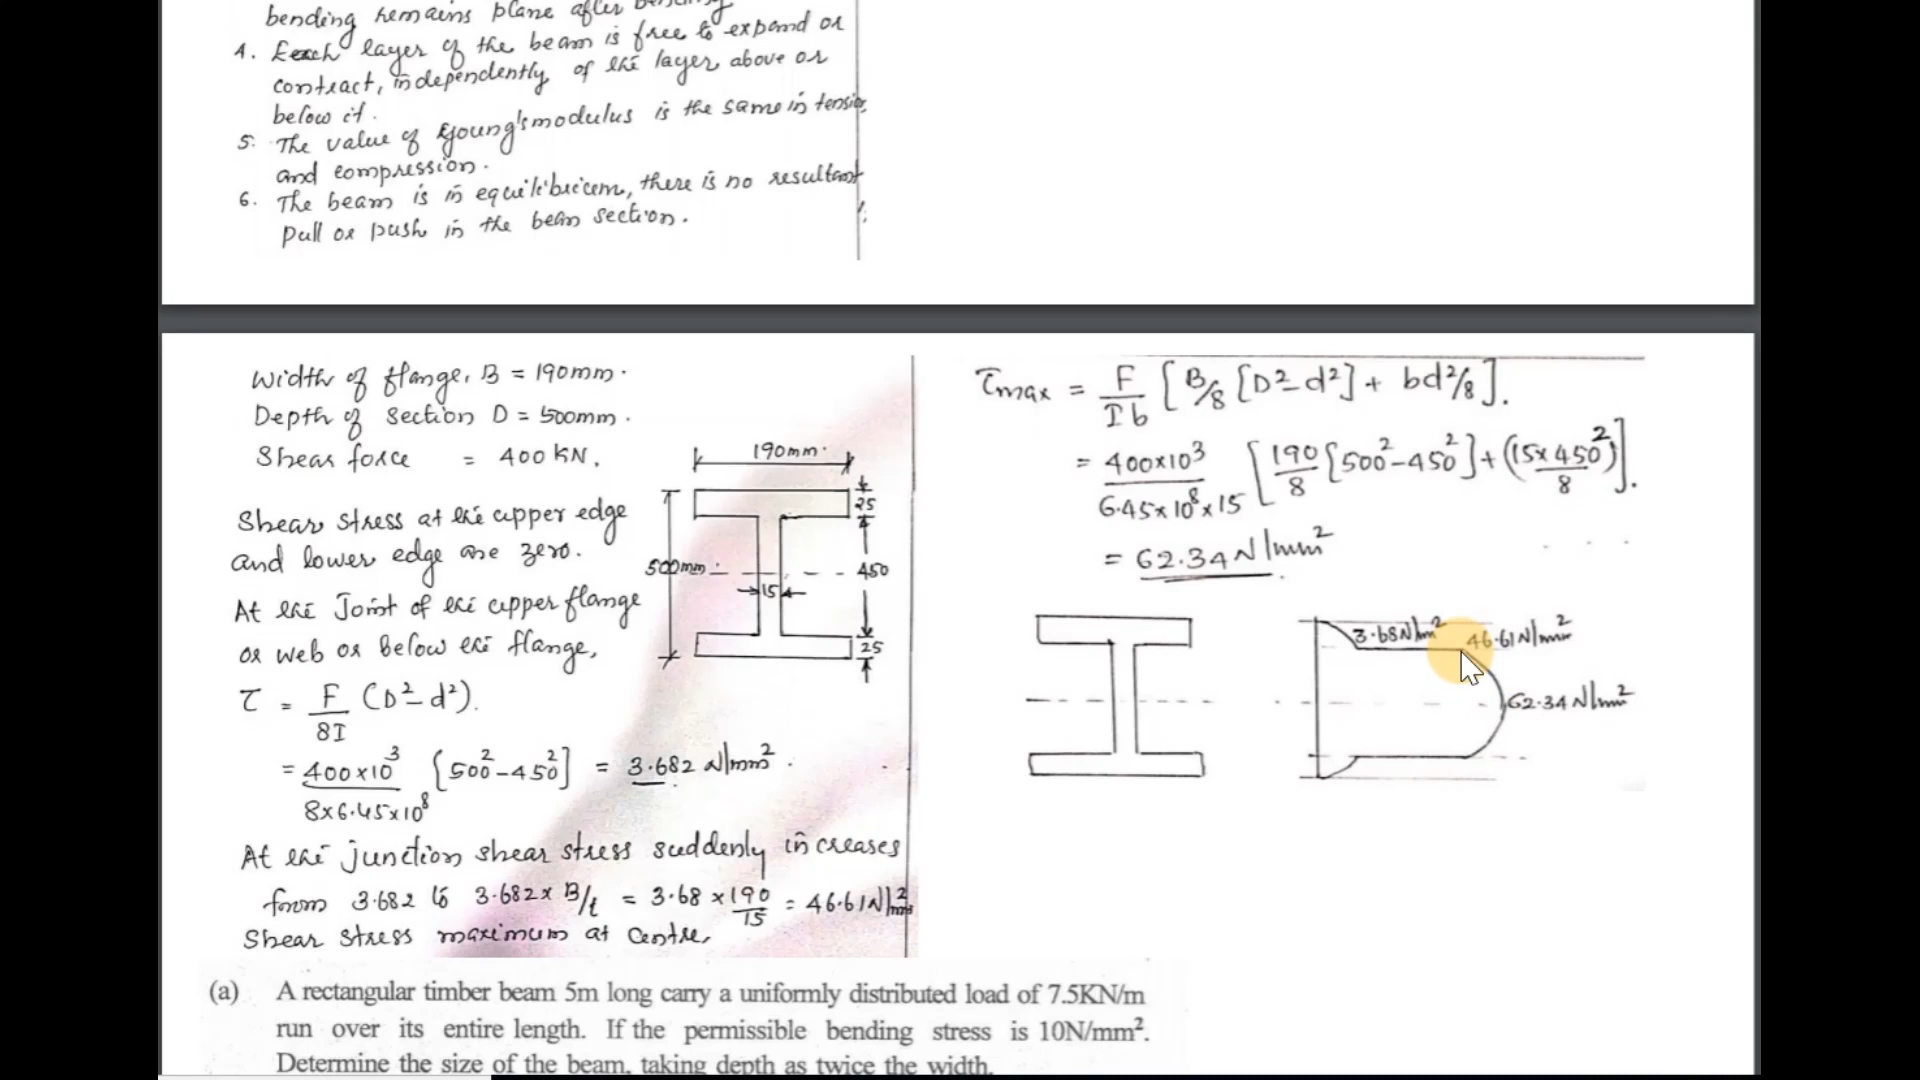 bending remains plane after bending
4. Each layer of the beam is free to expand or
contract, independently of the layer above or
below it.
5. The value of Young's modulus is the same in tension
and compression.
6. The beam is in equilibrium, there is no resultant
pull or push in the beam section.
Width of flange, B = 190mm.
Depth of section D = 500mm.
Shear force = 400 KN.
Shear stress at the upper edge
and lower edge are zero.
At the Joint of the upper flange
or web or below the flange,
τ = F/8I (D² - d²).
= 400×10³/8×6.45×10⁸ [500² - 450²] = 3.682 N/mm².
At the junction shear stress suddenly increases
from 3.682 to 3.682 × B/t = 3.68 × 190/15 = 46.61N/mm²
Shear stress maximum at centre,
190mm.
25
500mm
450
15
25
τmax = F/Ib [B/8 [D² - d²] + bd²/8].
= 400×10³/6.45×10⁸×15 [190/8 [500² - 450²] + (15×450²/8)].
= 62.34 N/mm²
3.68N/m² 46.61N/mm²
62.34 N/mm²
(a) A rectangular timber beam 5m long carry a uniformly distributed load of 7.5KN/m
run over its entire length. If the permissible bending stress is 10N/mm².
Determine the size of the beam, taking depth as twice the width.